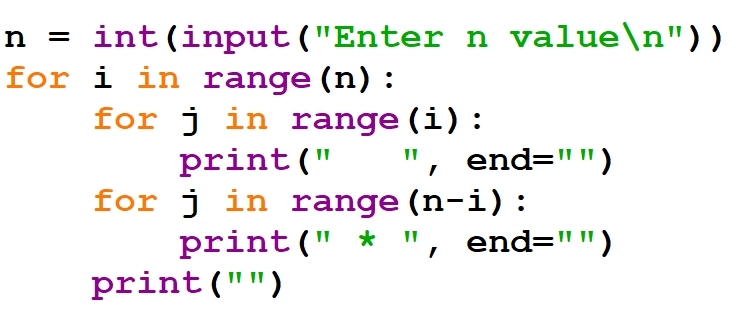 n = int(input("Enter n value\n"))
for i in range(n):
    for j in range(i):
        print("   ", end="")
    for j in range(n-i):
        print(" * ", end="")
    print("")